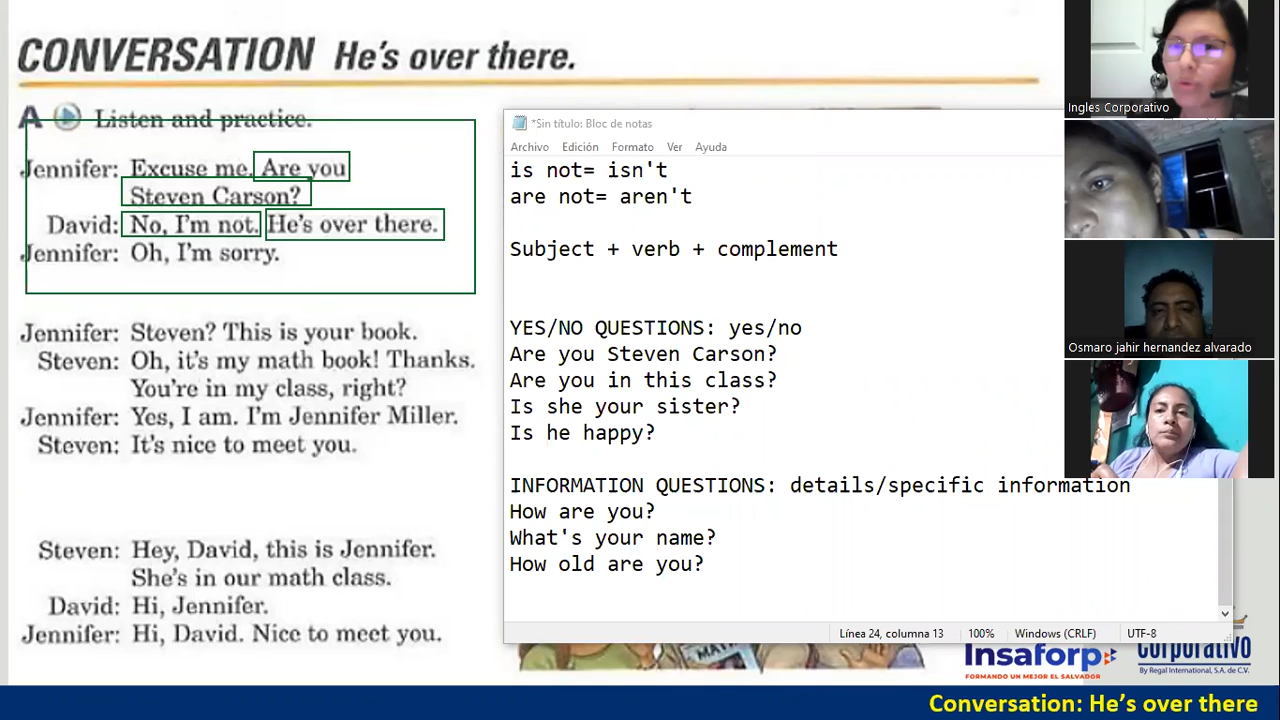 CONVERSATION He's over there.
A Listen and practice.
Jennifer: Excuse me. Are you
Steven Carson?
David: No, I'm not. He's over there.
Jennifer: Oh, I'm sorry.
Jennifer: Steven? This is your book.
Steven: Oh, it's my math book! Thanks.
You're in my class, right?
Jennifer: Yes, I am. I'm Jennifer Miller.
Steven: It's nice to meet you.
Steven: Hey, David, this is Jennifer.
She's in our math class.
David: Hi, Jennifer.
Jennifer: Hi, David. Nice to meet you.
*Sin título: Bloc de notas
Archivo Edición Formato Ver Ayuda
is not= isn't
are not= aren't
Subject + verb + complement
YES/NO QUESTIONS: yes/no
Are you Steven Carson?
Are you in this class?
Is she your sister?
Is he happy?
INFORMATION QUESTIONS: details/specific information
How are you?
What's your name?
How old are you?
Línea 24, columna 13 100% Windows (CRLF) UTF-8
MATH
Insaforp
FORMANDO UN MEJOR EL SALVADOR
Corporativo
By Regal International, S.A. de C.V.
Conversation: He's over there
Ingles Corporativo
Osmaro jahir hernandez alvarado